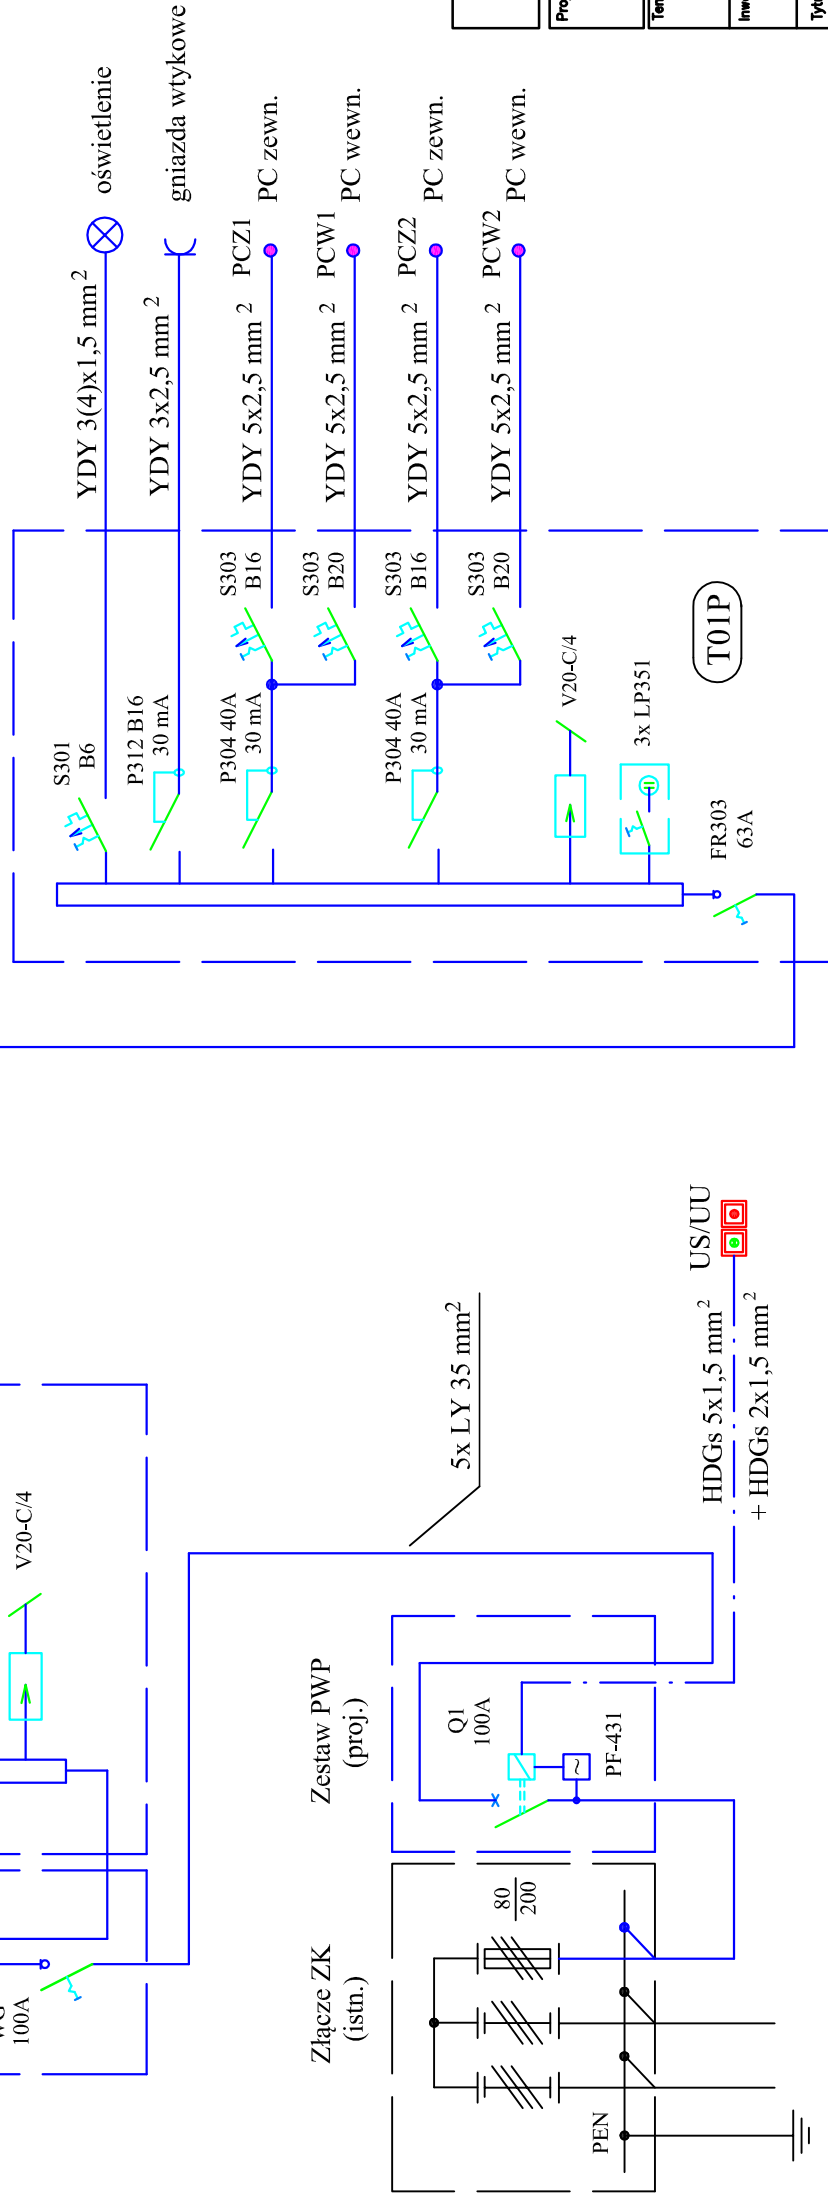 oświetlenie
gniazda wtykowe
PC zewn.
PC wewn.
PC zewn.
PC wewn.
PCZ1
PCW1
PCZ2
PCW2
YDY 3(4)x1,5 mm²
YDY 3x2,5 mm²
YDY 5x2,5 mm²
YDY 5x2,5 mm²
YDY 5x2,5 mm²
YDY 5x2,5 mm²
S301
B6
P312 B16
30 mA
S303
B16
S303
B20
S303
B16
S303
B20
P304 40A
30 mA
P304 40A
30 mA
V20-C/4
3x LP351
T01P
FR303
63A
US/UU
HDGs 5x1,5 mm²
+ HDGs 2x1,5 mm²
5x LY 35 mm²
V20-C/4
Zestaw PWP
(proj.)
Q1
100A
PF-431
100A
Złącze ZK
(istn.)
80
200
PEN